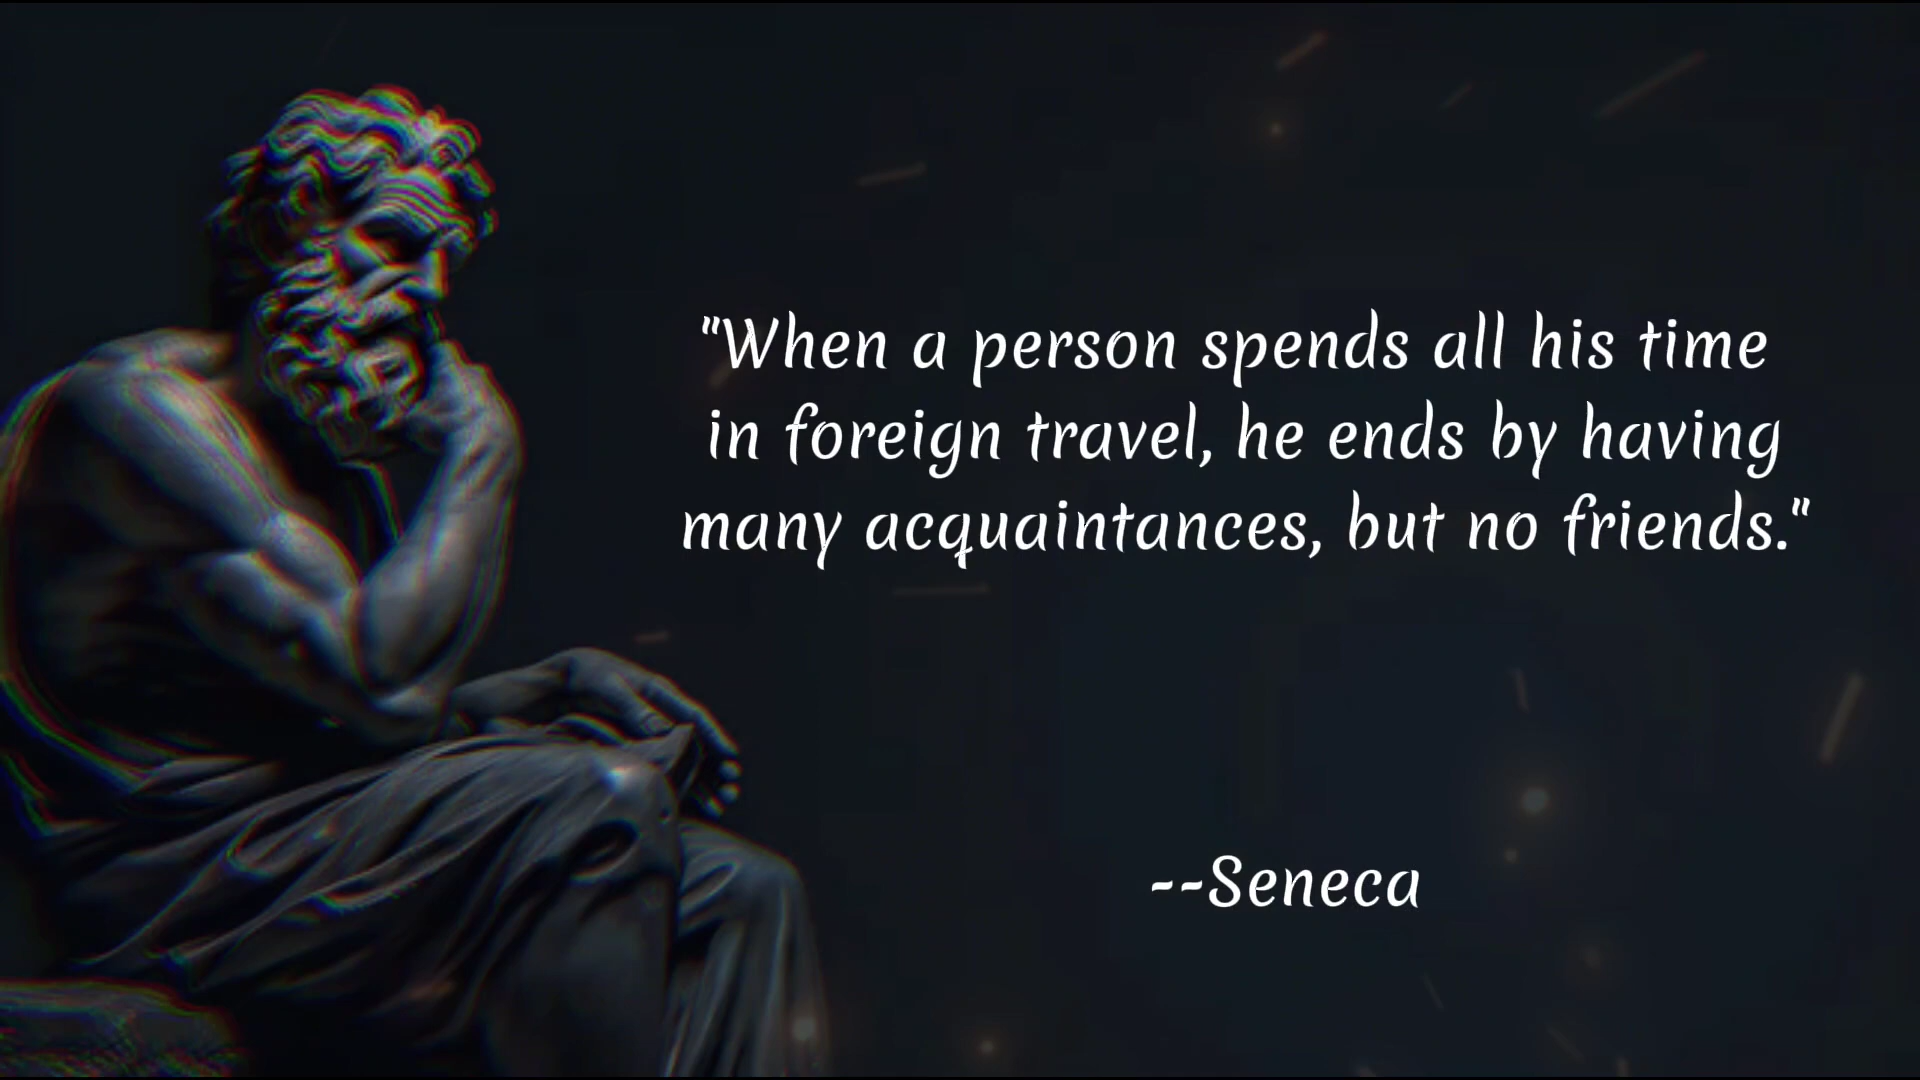 "When a person spends all his time
in foreign travel, he ends by having
many acquaintances, but no friends."
--Seneca